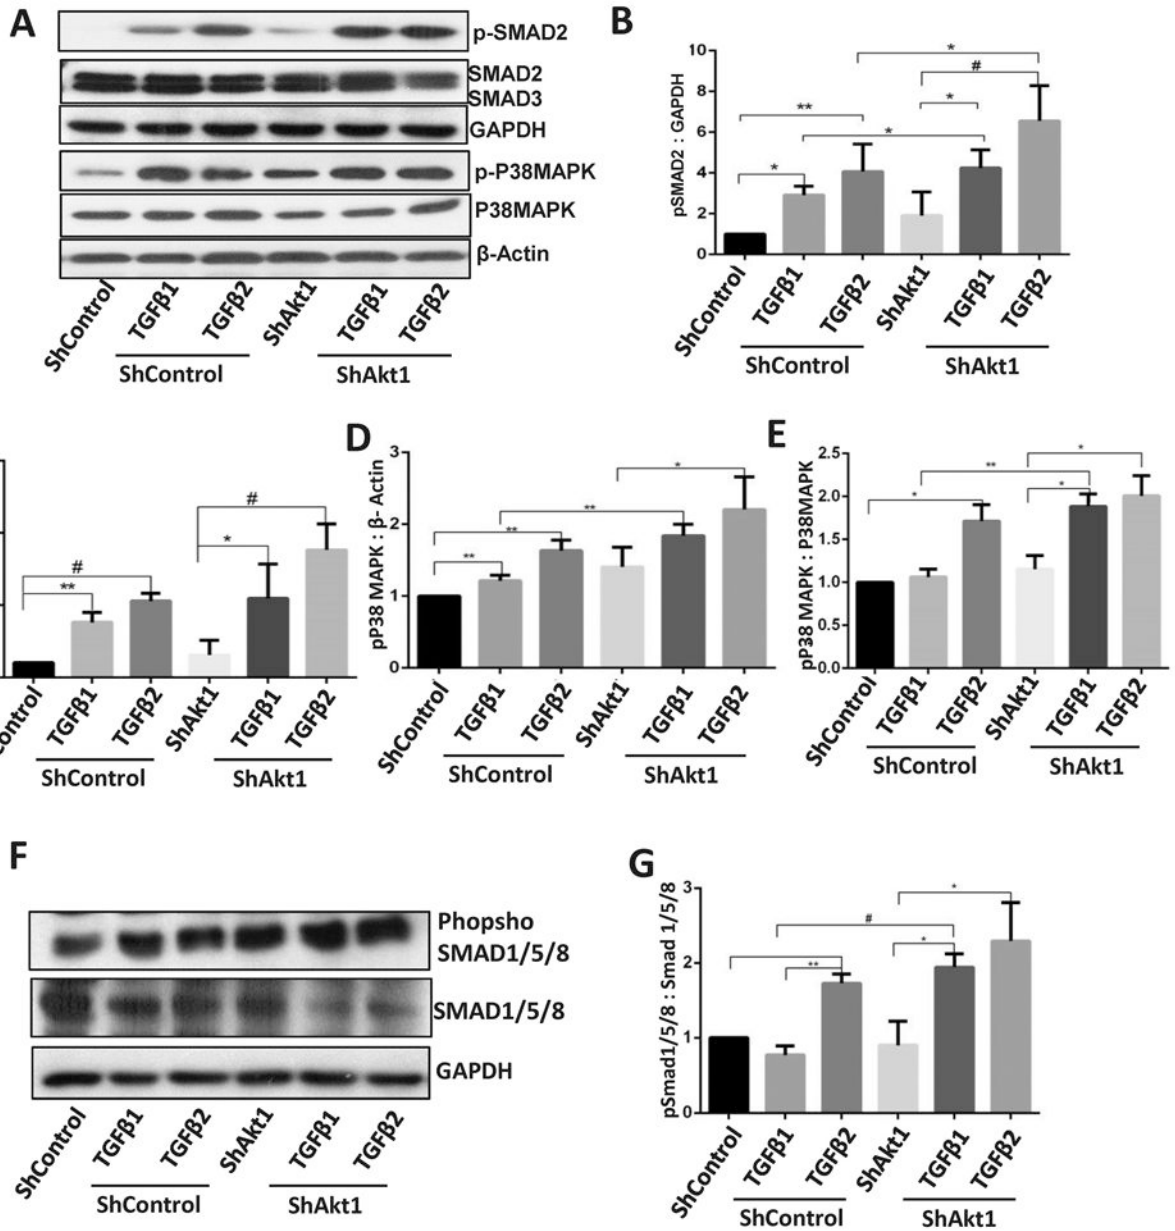 A
p-SMAD2
SMAD2
SMAD3
GAPDH
p-P38MAPK
P38MAPK
β-Actin
ShControl
TGFβ1
TGFβ2
ShAkt1
TGFβ1
TGFβ2
ShControl
ShAkt1
B
pSMAD2 : GAPDH
10
8
6
4
2
0
*
#
*
**
*
*
ShControl
TGFβ1
TGFβ2
ShAkt1
TGFβ1
TGFβ2
ShControl
ShAkt1
#
*
#
**
ontrol
TGFβ1
TGFβ2
ShAkt1
TGFβ1
TGFβ2
ShControl
ShAkt1
D
pP38 MAPK : β- Actin
3
2
1
0
*
**
**
**
ShControl
TGFβ1
TGFβ2
ShAkt1
TGFβ1
TGFβ2
ShControl
ShAkt1
E
pP38 MAPK : P38MAPK
2.5
2.0
1.5
1.0
0.5
0.0
*
**
*
*
ShControl
TGFβ1
TGFβ2
ShAkt1
TGFβ1
TGFβ2
ShControl
ShAkt1
F
Phopsho
SMAD1/5/8
SMAD1/5/8
GAPDH
ShControl
TGFβ1
TGFβ2
ShAkt1
TGFβ1
TGFβ2
ShControl
ShAkt1
G
pSmad1/5/8 : Smad 1/5/8
3
2
1
0
*
#
*
**
ShControl
TGFβ1
TGFβ2
ShAkt1
TGFβ1
TGFβ2
ShControl
ShAkt1